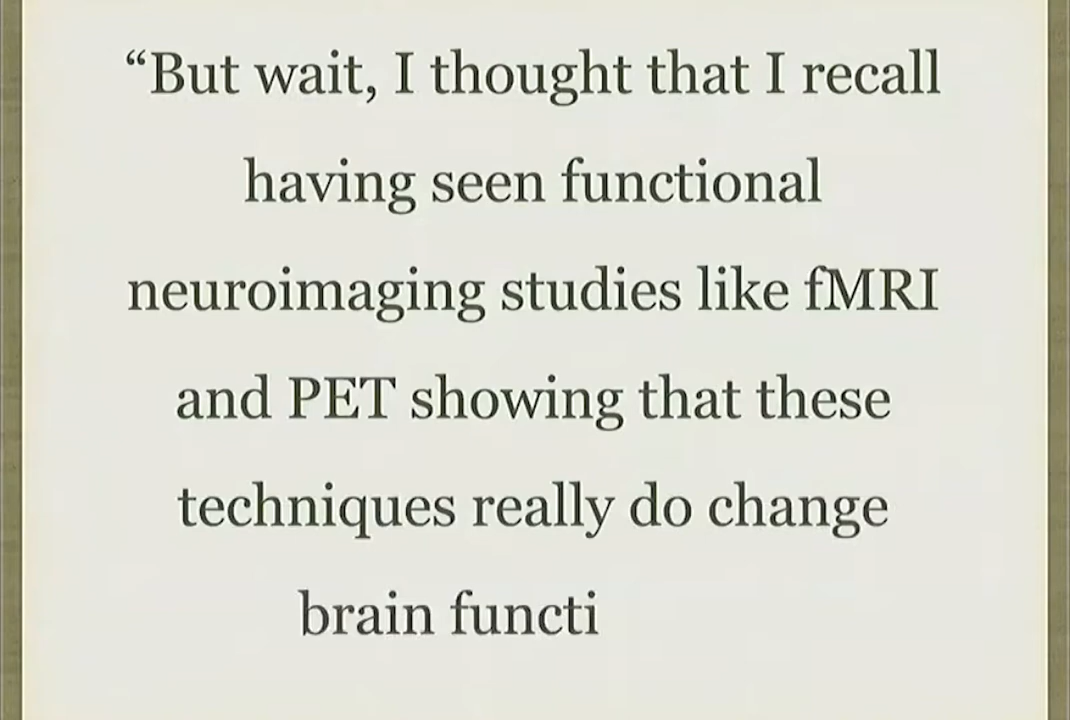 “But wait, I thought that I recall
having seen functional
neuroimaging studies like fMRI
and PET showing that these
techniques really do change
brain functi